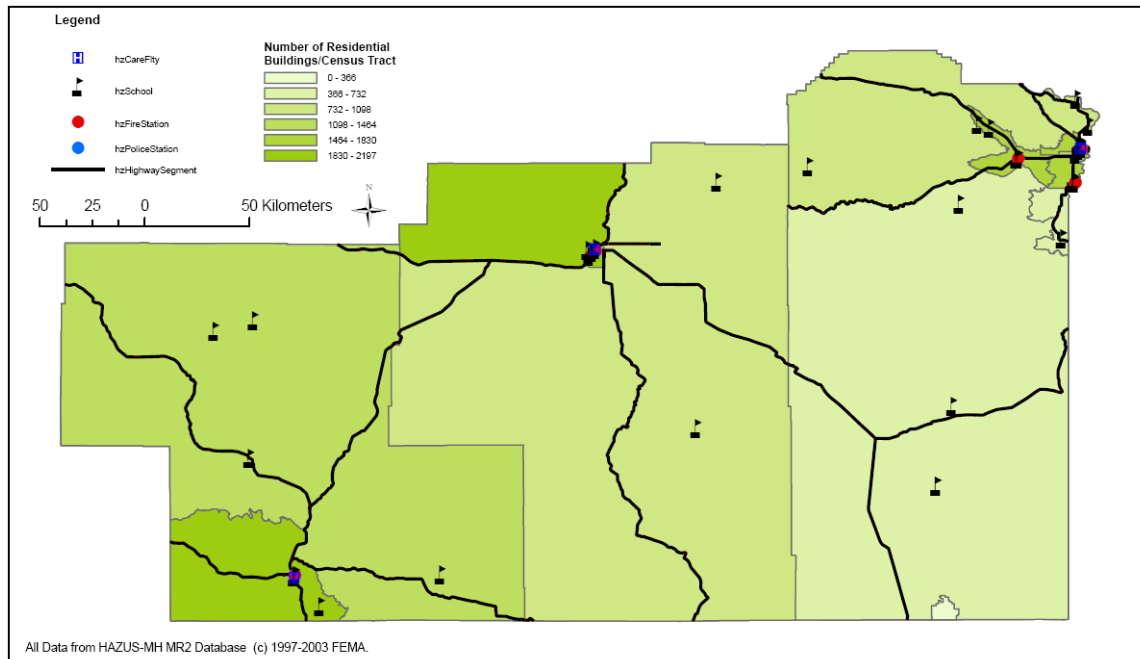 Legend
hzCareFlty
hzSchool
hzFireStation
hzPoliceStation
hzHighwaySegment
Number of Residential
Buildings/Census Tract
0 - 366
366 - 732
732 - 1098
1098 - 1464
1464 - 1830
1830 - 2197
N
50 25 0 50 Kilometers
All Data from HAZUS-MH MR2 Database (c) 1997-2003 FEMA.